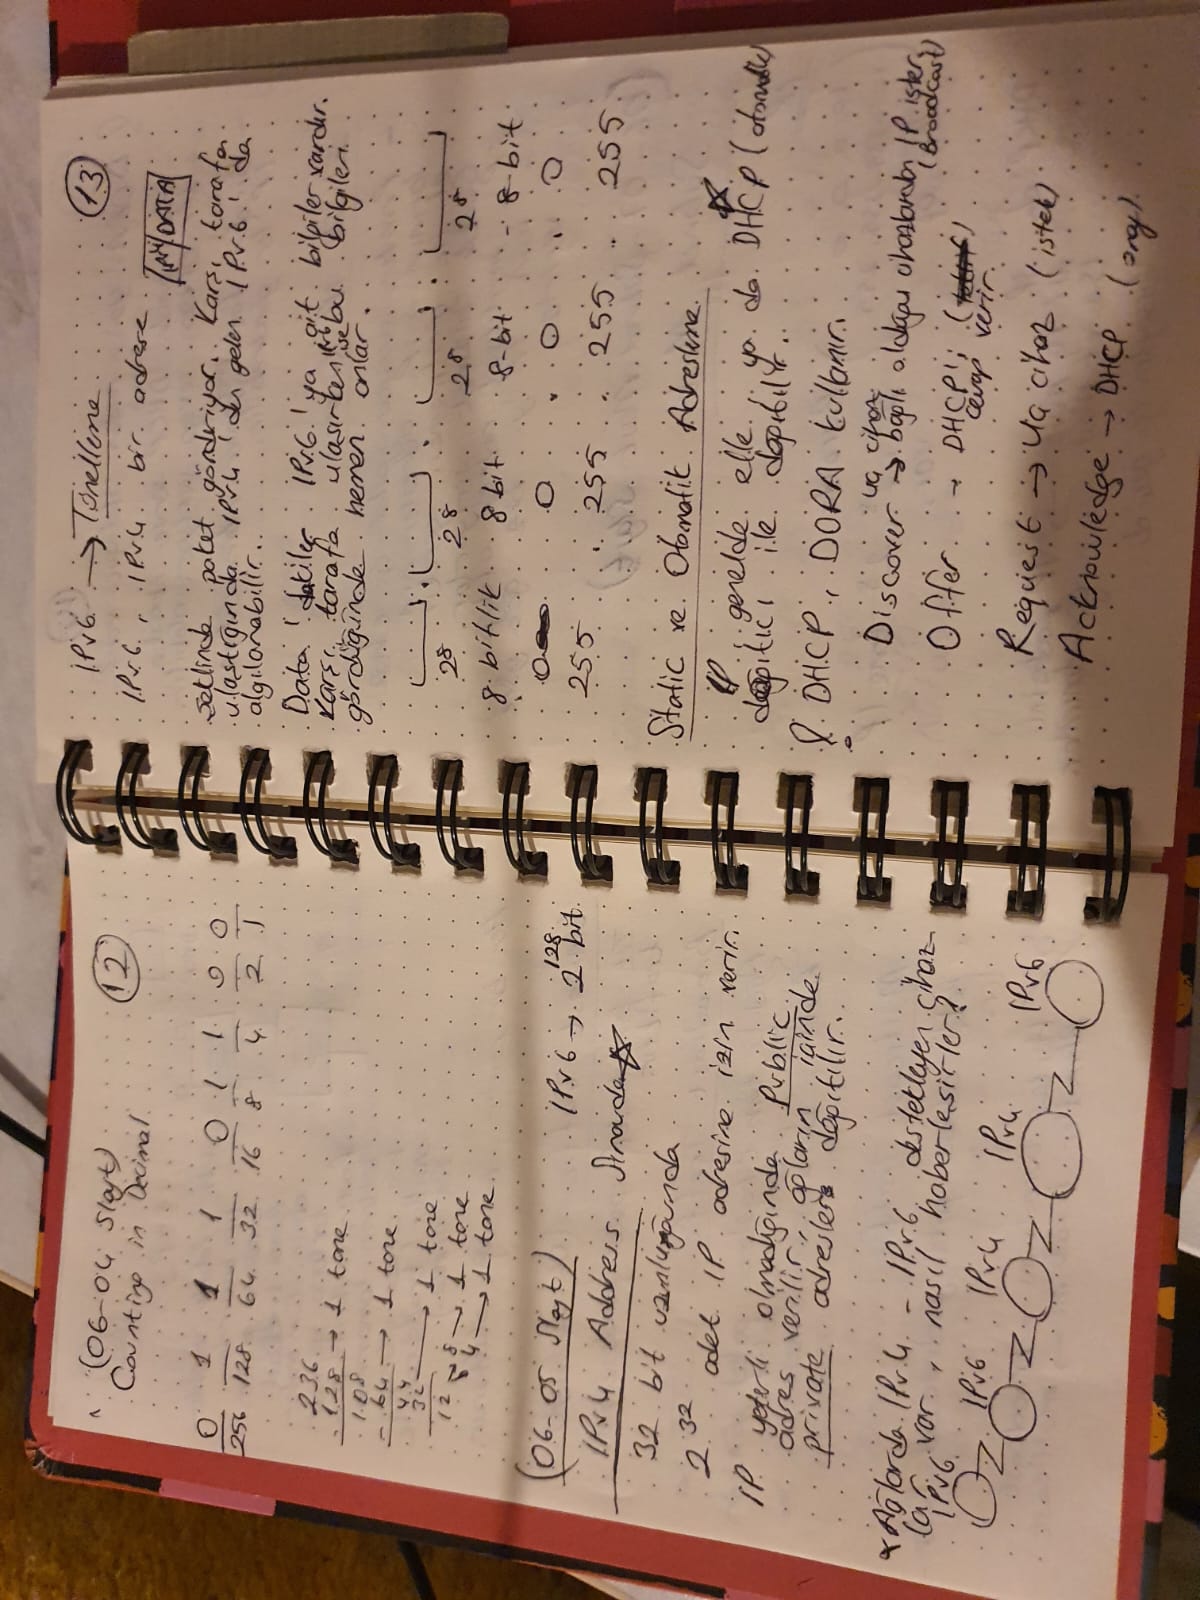 (06-04 Slayt)
12
Counting in Decimal
0 1 1 1 0 1 1 0 0
256 128 64 32 16 8 4 2 1
236
- 128 → 1 tane
108
- 64 → 1 tane
44
32 → 1 tane
12 → 8 → 1 tane
4 → 1 tane
(06-05 Slayt)
IPv6 → 2^128 bit
IPv4 Address Sınavda
32 bit uzunluğunda
2^32 adet IP adresine izin verir.
IP yeterli olmadığında Public
adres verilir, ağların içinde
private adresler dağıtılır.
Ağlarda IPv4 - IPv6 destekleyen cihaz-
lar var, nasıl haberleşirler?
IPv6 IPv6 IPv4 IPv4 IPv6
IPv6 → Tünelleme
13
IPv6, IPv4 bir adrese
IPv4 DATA
şeklinde paket gönderiyor. Karşı tarafa
ulaştığında IPv4'den gelen IPv6'da
algılanabilir.
Data'dakiler IPv6'ya ait bilgiler vardır.
Karşı tarafa ulaşırken IPv6 ise bu bilgileri
gördüğünde hemen anlar.
. . .
2^8 2^8 2^8 2^8
8 bitlik 8 bit 8-bit - 8-bit
0 0 . 0 . 0
255 . 255 . 255 . 255
Static ve Otomatik Adresleme
IP, genelde elle, ya da DHCP (otomatik)
dağıtıcı ile dağıtılır.
! DHCP, DORA kullanır.
Discover → uç cihaz bağlı olduğu cihazlardan IP ister.
(Broadcast)
Offer → DHCP'; ( )
cevap verir.
Request → Uç cihaz (istek)
Acknowledge → DHCP (onay)